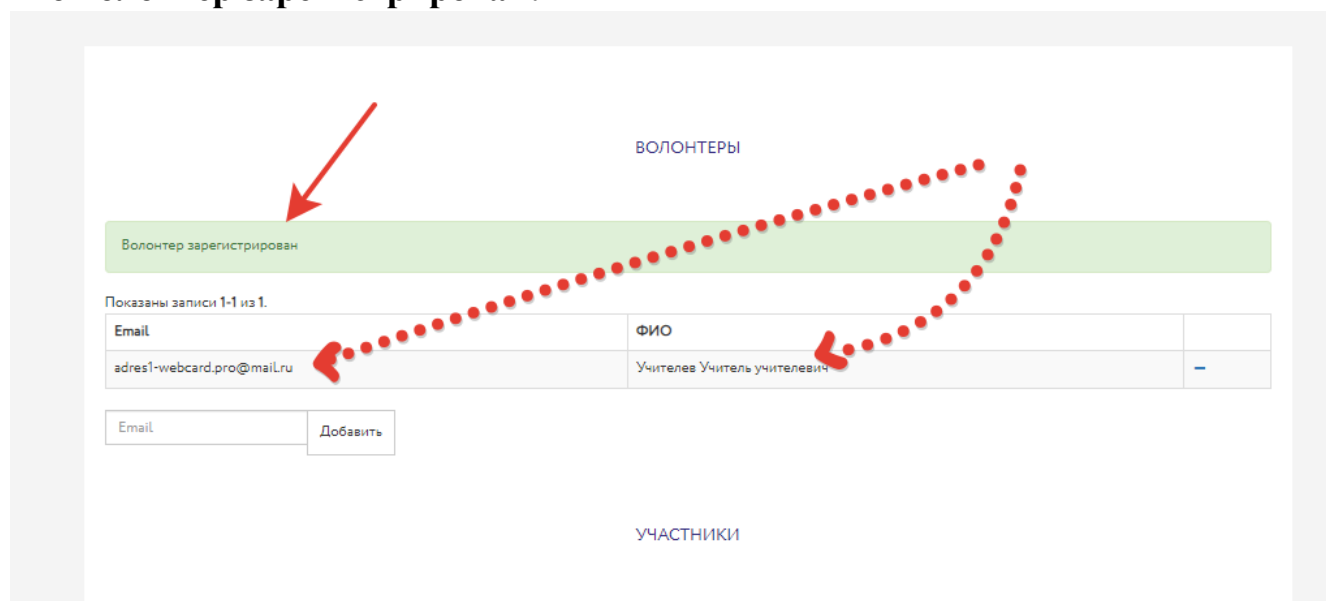 ВОЛОНТЕРЫ
Волонтер зарегистрирован
Показаны записи 1-1 из 1.
Email ФИО
adres1-webcard.pro@mail.ru Учителев Учитель учителевич –
Email Добавить
УЧАСТНИКИ